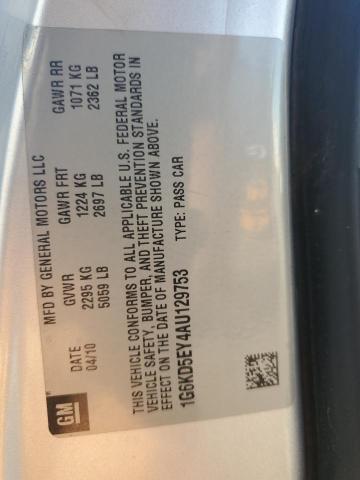 GM
MFD BY GENERAL MOTORS LLC
DATE GVWR GAWR FRT GAWR RR
04/10 2295 KG 1224 KG 1071 KG
5059 LB 2697 LB 2362 LB
THIS VEHICLE CONFORMS TO ALL APPLICABLE U.S. FEDERAL MOTOR
VEHICLE SAFETY, BUMPER, AND THEFT PREVENTION STANDARDS IN
EFFECT ON THE DATE OF MANUFACTURE SHOWN ABOVE.
1G6KD5EY4AU129753 TYPE: PASS CAR